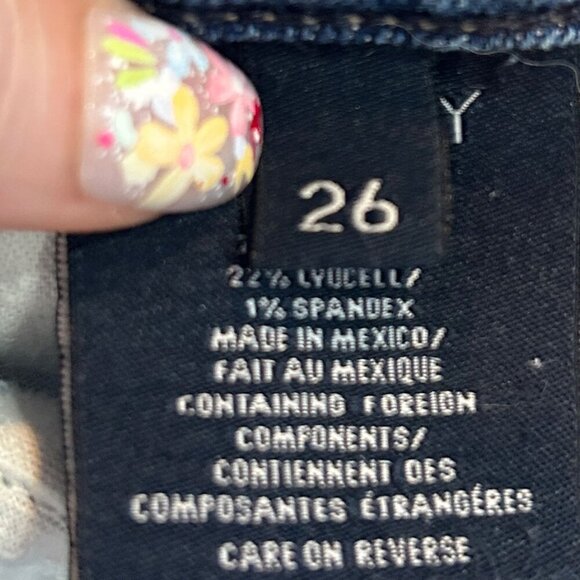 Y
26
22% LYOCELL/
1% SPANDEX
MADE IN MEXICO/
FAIT AU MEXIQUE
CONTAINING FOREIGN
COMPONENTS/
CONTIENNENT DES
COMPOSANTES ÉTRANGÉRES
CARE ON REVERSE